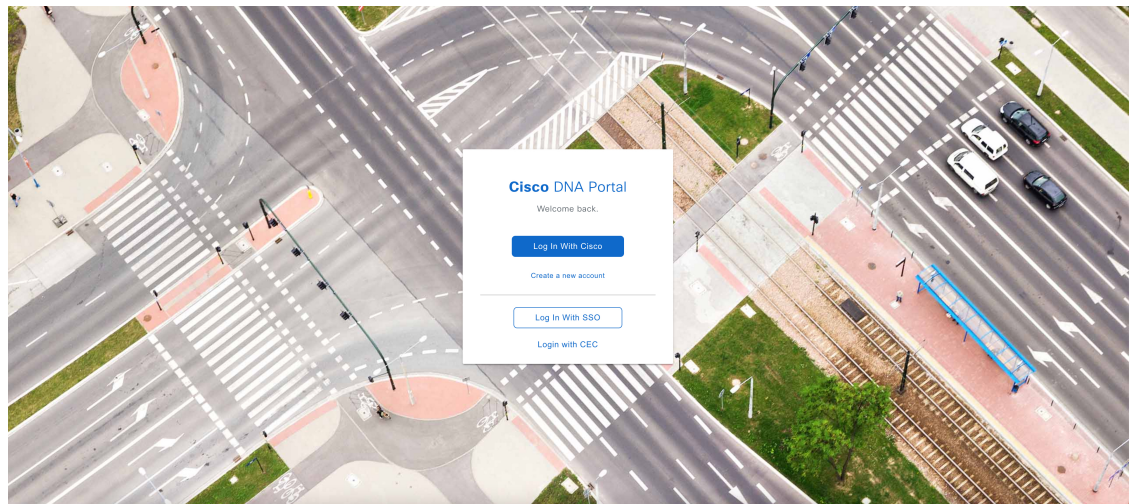 Cisco DNA Portal
Welcome back.
Log In With Cisco
Create a new account
Log In With SSO
Login with CEC